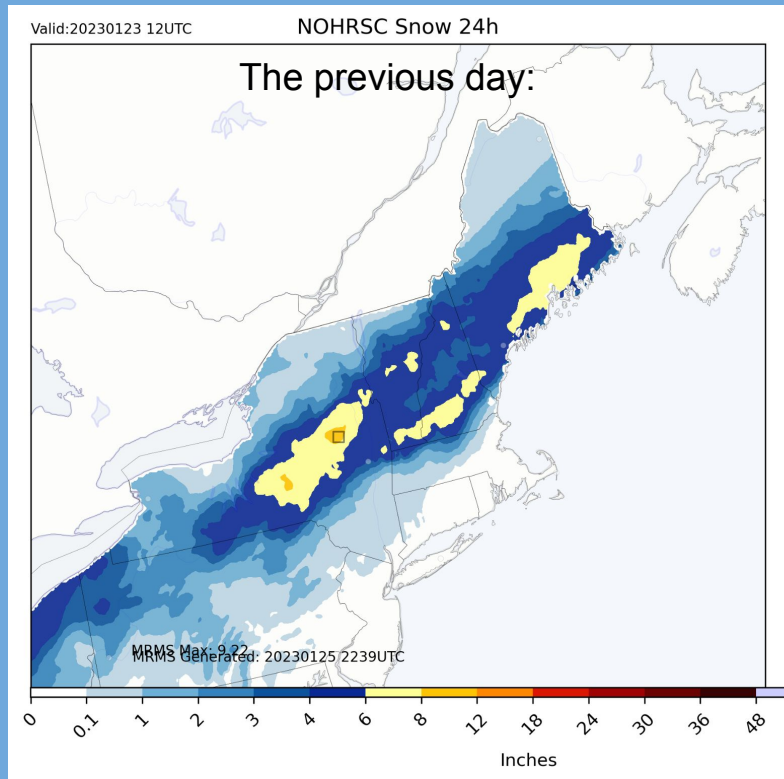 Valid:20230123 12UTC
NOHRSC Snow 24h
The previous day:
MRMS Max: 9.22
MRMS Generated: 20230125 2239UTC
0 0.1 1 2 3 4 6 8 12 18 24 30 36 48
Inches